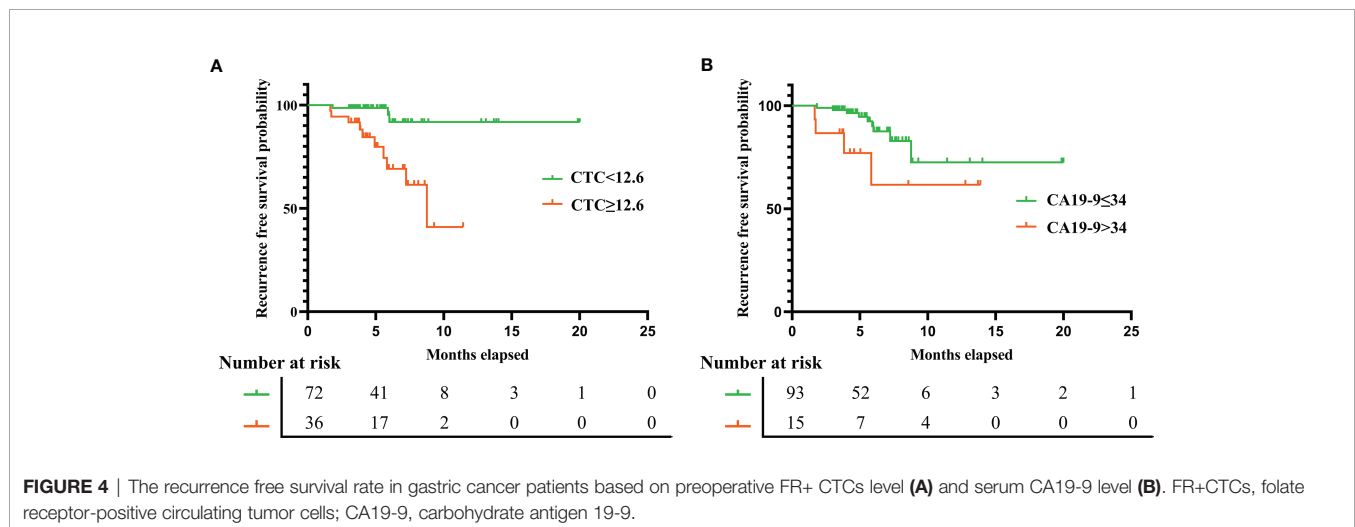 A
Recurrence free survival probability
100
50
0
0 5 10 15 20 25
Months elapsed
CTC<12.6
CTC≥12.6
Number at risk
72 41 8 3 1 0
36 17 2 0 0 0
B
Recurrence free survival probability
100
50
0
0 5 10 15 20 25
Months elapsed
CA19-9≤34
CA19-9>34
Number at risk
93 52 6 3 2 1
15 7 4 0 0 0
FIGURE 4 | The recurrence free survival rate in gastric cancer patients based on preoperative FR+ CTCs level (A) and serum CA19-9 level (B). FR+CTCs, folate
receptor-positive circulating tumor cells; CA19-9, carbohydrate antigen 19-9.